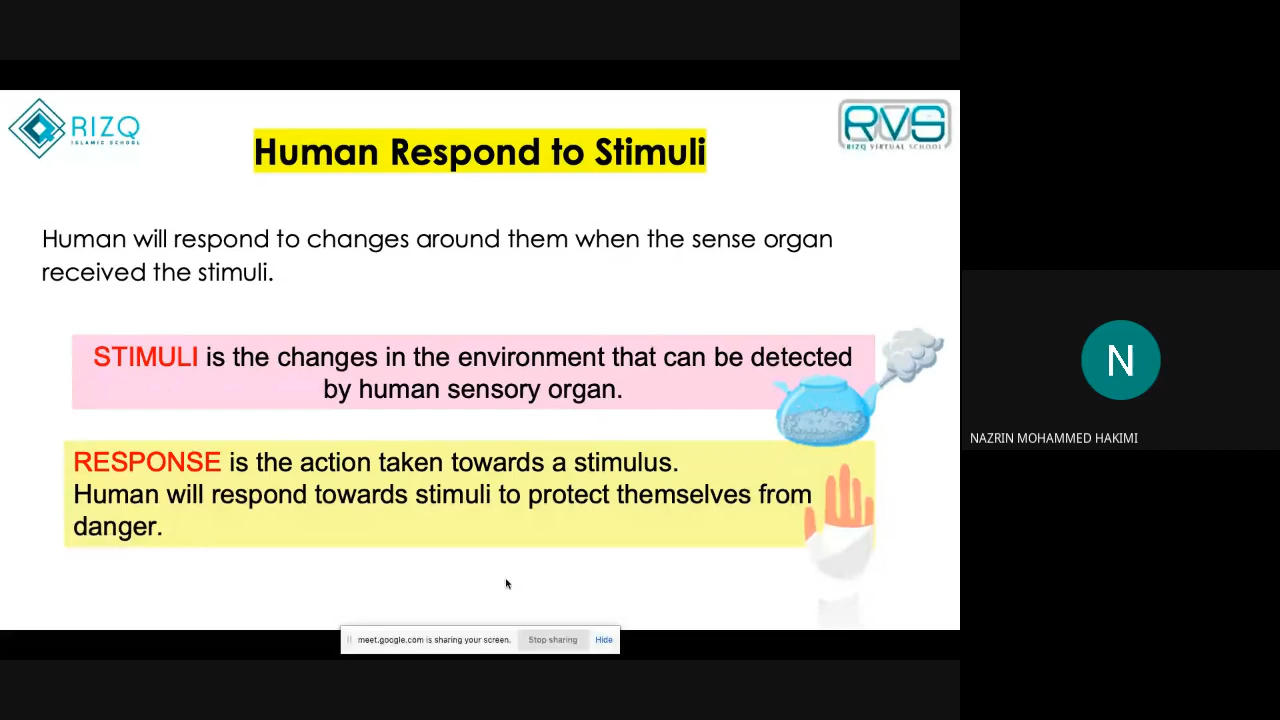 RIZQ
ISLAMIC SCHOOL
RVS
RIZQ VIRTUAL SCHOOL
Human Respond to Stimuli
Human will respond to changes around them when the sense organ
received the stimuli.
STIMULI is the changes in the environment that can be detected
by human sensory organ.
RESPONSE is the action taken towards a stimulus.
Human will respond towards stimuli to protect themselves from
danger.
N
NAZRIN MOHAMMED HAKIMI
meet.google.com is sharing your screen. Stop sharing Hide